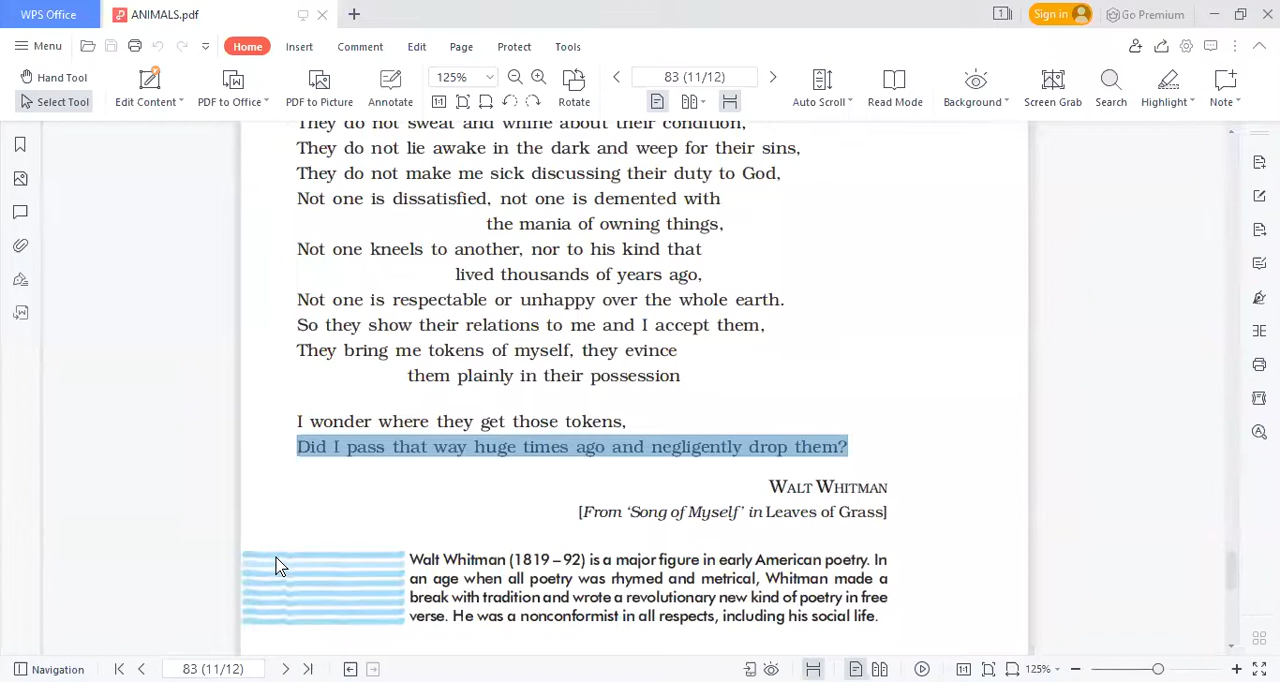 WPS Office
ANIMALS.pdf
1
Sign in
Go Premium
Menu
Home
Insert
Comment
Edit
Page
Protect
Tools
Hand Tool
Select Tool
Edit Content
PDF to Office
PDF to Picture
Annotate
125%
Rotate
83 (11/12)
Auto Scroll
Read Mode
Background
Screen Grab
Search
Highlight
Note
They do not sweat and whine about their condition,
They do not lie awake in the dark and weep for their sins,
They do not make me sick discussing their duty to God,
Not one is dissatisfied, not one is demented with
the mania of owning things,
Not one kneels to another, nor to his kind that
lived thousands of years ago,
Not one is respectable or unhappy over the whole earth.
So they show their relations to me and I accept them,
They bring me tokens of myself, they evince
them plainly in their possession
I wonder where they get those tokens,
Did I pass that way huge times ago and negligently drop them?
WALT WHITMAN
[From ‘Song of Myself’ in Leaves of Grass]
Walt Whitman (1819 – 92) is a major figure in early American poetry. In
an age when all poetry was rhymed and metrical, Whitman made a
break with tradition and wrote a revolutionary new kind of poetry in free
verse. He was a nonconformist in all respects, including his social life.
Navigation
83 (11/12)
125%